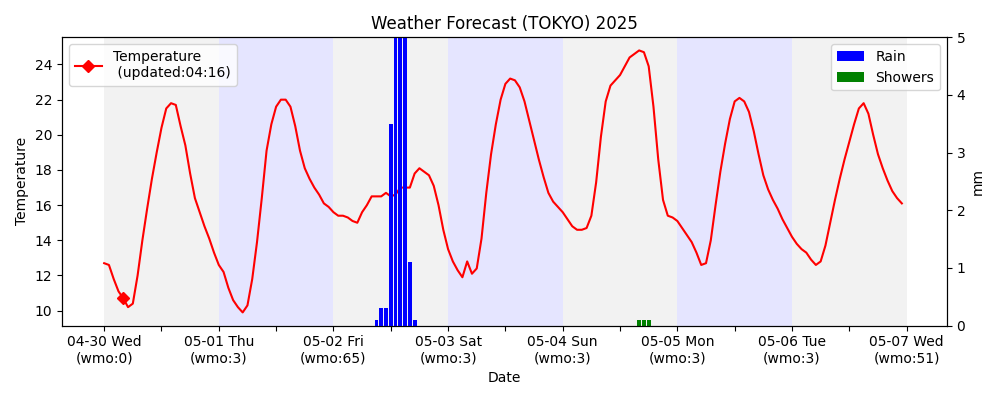 Weather Forecast (TOKYO) 2025
Temperature
(updated:04:16)
Rain
Showers
24
22
20
18
16
14
12
10
Temperature
5
4
3
2
1
0
mm
04-30 Wed
(wmo:0)
05-01 Thu
(wmo:3)
05-02 Fri
(wmo:65)
05-03 Sat
(wmo:3)
05-04 Sun
(wmo:3)
05-05 Mon
(wmo:3)
05-06 Tue
(wmo:3)
05-07 Wed
(wmo:51)
Date